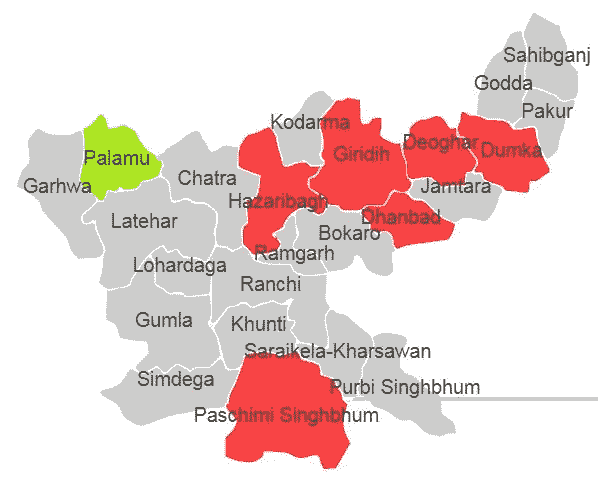 Sahibganj
Godda
Pakur
Kodarma
Giridih
Deoghar
Dumka
Palamu
Garhwa
Chatra
Jamtara
Hazaribagh
Dhanbad
Latehar
Bokaro
Ramgarh
Lohardaga
Ranchi
Gumla
Khunti
Saraikela-Kharsawan
Simdega
Purbi Singhbhum
Paschimi Singhbhum